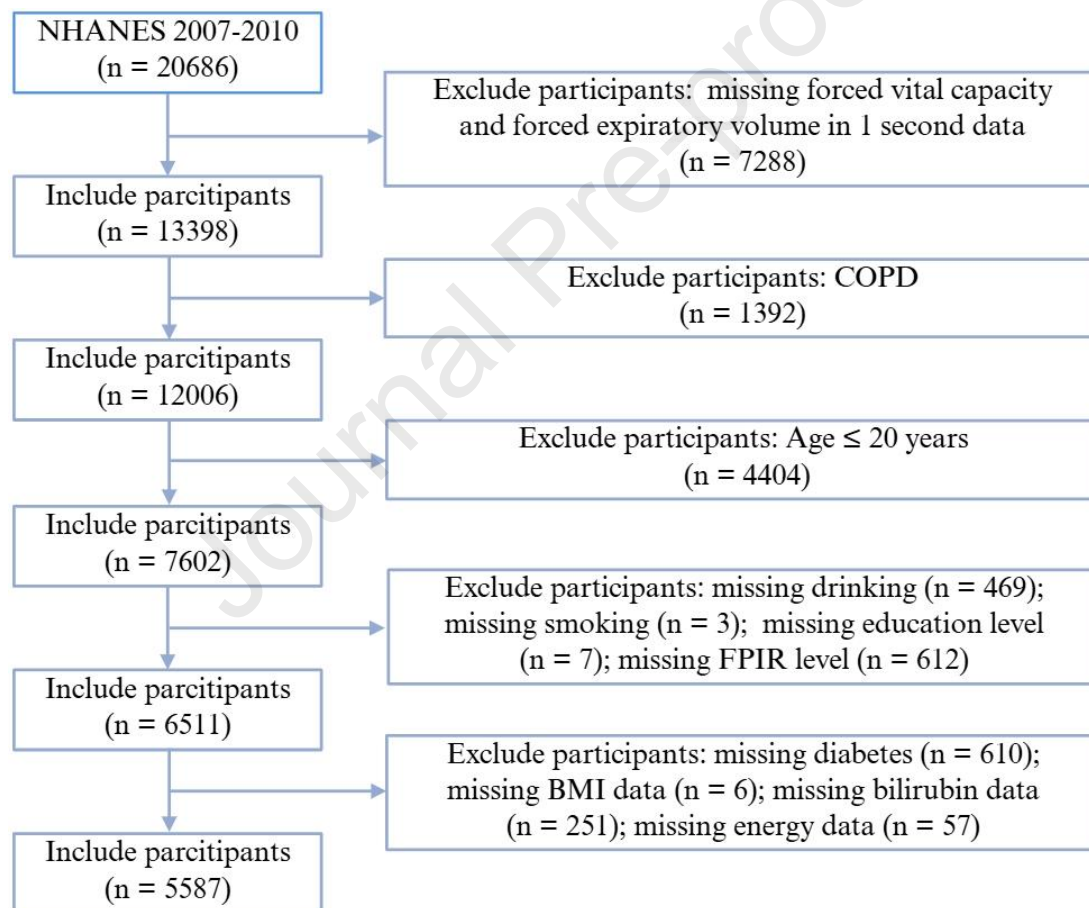 NHANES 2007-2010
(n = 20686)
Exclude participants: missing forced vital capacity
and forced expiratory volume in 1 second data
(n = 7288)
Include parcitipants
(n = 13398)
Exclude participants: COPD
(n = 1392)
Include parcitipants
(n = 12006)
Exclude participants: Age ≤ 20 years
(n = 4404)
Include parcitipants
(n = 7602)
Exclude participants: missing drinking (n = 469);
missing smoking (n = 3); missing education level
(n = 7); missing FPIR level (n = 612)
Include parcitipants
(n = 6511)
Exclude participants: missing diabetes (n = 610);
missing BMI data (n = 6); missing bilirubin data
(n = 251); missing energy data (n = 57)
Include parcitipants
(n = 5587)
Journal Pre-proo